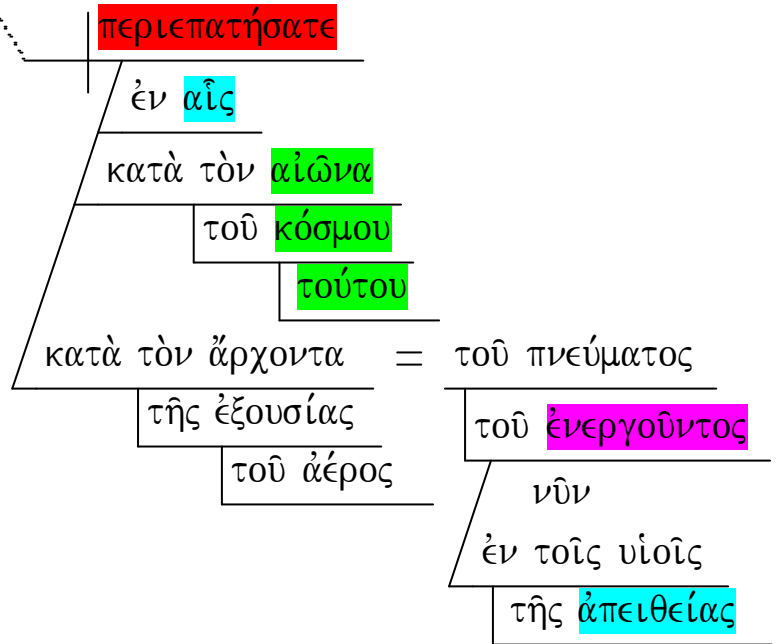 περιεπατήσατε
ἐν αἷς
κατὰ τὸν αἰῶνα
τοῦ κόσμου
τούτου
κατὰ τὸν ἄρχοντα = τοῦ πνεύματος
τῆς ἐξουσίας τοῦ ἐνεργοῦντος
τοῦ ἀέρος
νῦν
ἐν τοῖς υἱοῖς
τῆς ἀπειθείας